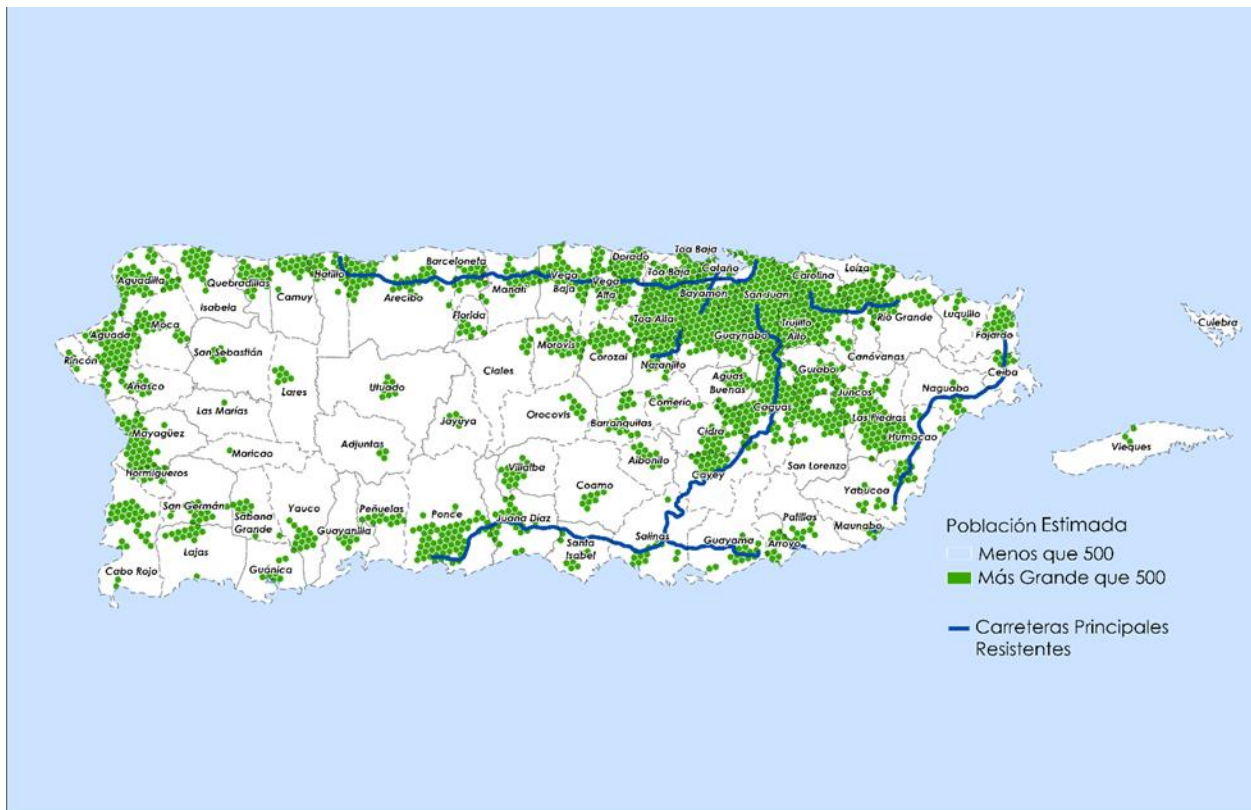 Toa Baja
Dorado
Barceloneta
Hatillo
Vega
Baja
Vega
Alta
Toa Baja
Cataño
Carolina
Loíza
Manatí
Aguadilla
Quebradillas
Camuy
Arecibo
Bayamón
San Juan
Isabela
Florida
Río Grande
Luquillo
Culebra
Moca
Toa Alta
Trujillo
Alto
Fajardo
Aguada
San Sebastián
Morovis
Corozal
Guaynabo
Rincón
Naranjito
Canóvanas
Ceiba
Ciales
Aguas
Buenas
Gurabo
Añasco
Lares
Utuado
Naguabo
Juncos
Comerío
Las Marías
Orocovis
Caguas
Jayuya
Barranquitas
Las Piedras
Mayagüez
Cidra
Humacao
Adjuntas
Maricao
Aibonito
Vieques
Hormigueros
Villalba
San Lorenzo
Cayey
Coamo
Yabucoa
San Germán
Sabana
Grande
Yauco
Peñuelas
Ponce
Juana Díaz
Patillas
Maunabo
Guayanilla
Salinas
Guayama
Arroyo
Lajas
Santa
Isabel
Cabo Rojo
Guánica
Población Estimada
Menos que 500
Más Grande que 500
Carreteras Principales
Resistentes